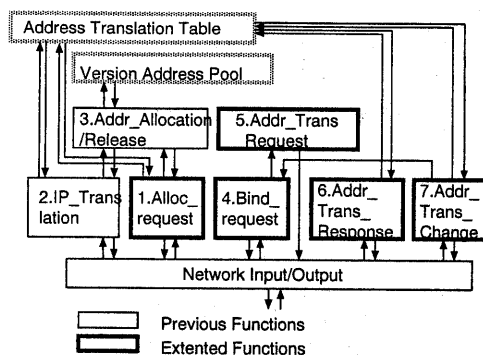 Address Translation Table
Version Address Pool
3.Addr_Allocation
/Release
5.Addr_Trans
Request
2.IP_Trans
lation
1.Alloc_
request
4.Bind_
request
6.Addr_
Trans_
Response
7.Addr_
Trans_
Change
Network Input/Output
Previous Functions
Extented Functions